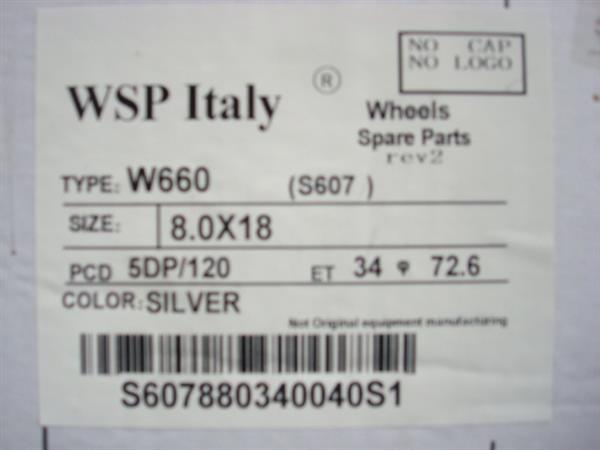 NO CAP
NO LOGO
WSP Italy ®
Wheels
Spare Parts
rev2
TYPE: W660 (S607 )
SIZE: 8.0X18
PCD 5DP/120 ET 34 φ 72.6
COLOR: SILVER
Not Original equipment manufacturing
S607880340040S1